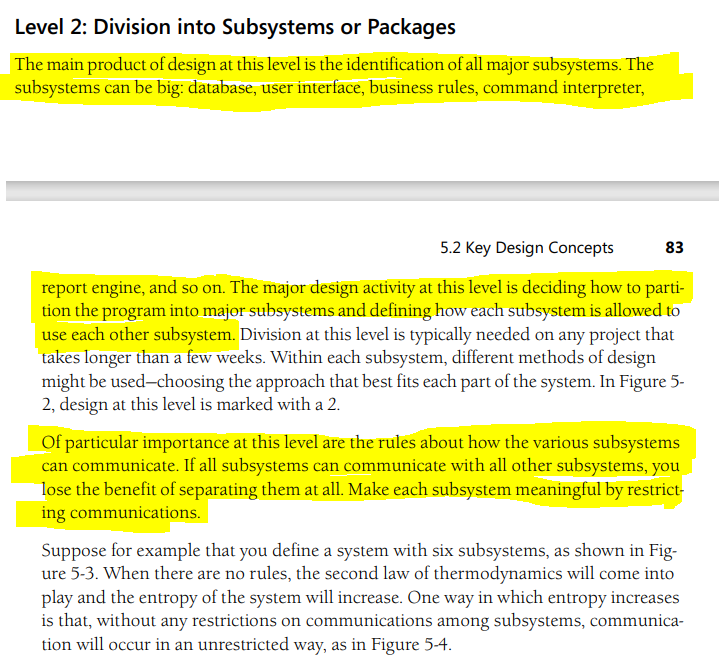 Level 2: Division into Subsystems or Packages
The main product of design at this level is the identification of all major subsystems. The
subsystems can be big: database, user interface, business rules, command interpreter,
5.2 Key Design Concepts 83
report engine, and so on. The major design activity at this level is deciding how to parti-
tion the program into major subsystems and defining how each subsystem is allowed to
use each other subsystem. Division at this level is typically needed on any project that
takes longer than a few weeks. Within each subsystem, different methods of design
might be used—choosing the approach that best fits each part of the system. In Figure 5-
2, design at this level is marked with a 2.
Of particular importance at this level are the rules about how the various subsystems
can communicate. If all subsystems can communicate with all other subsystems, you
lose the benefit of separating them at all. Make each subsystem meaningful by restrict-
ing communications.
Suppose for example that you define a system with six subsystems, as shown in Fig-
ure 5-3. When there are no rules, the second law of thermodynamics will come into
play and the entropy of the system will increase. One way in which entropy increases
is that, without any restrictions on communications among subsystems, communica-
tion will occur in an unrestricted way, as in Figure 5-4.